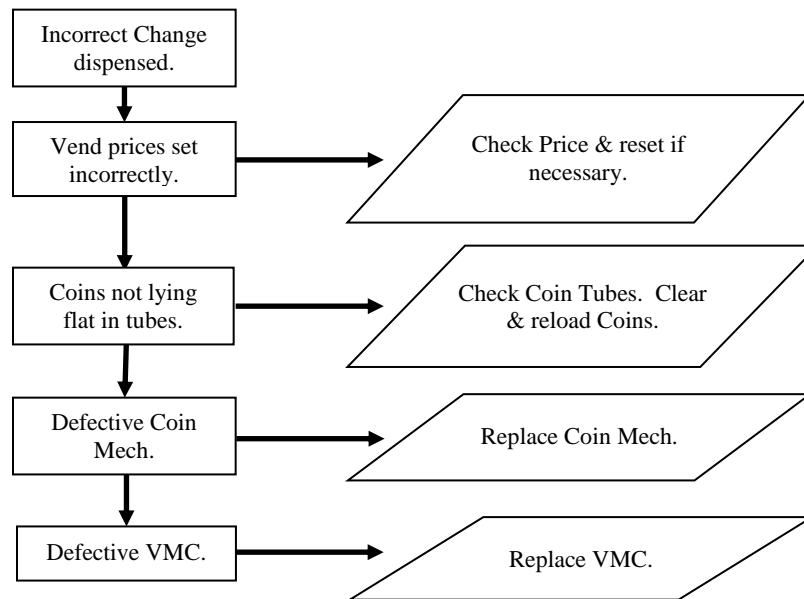 Incorrect Change
dispensed.
Vend prices set
incorrectly.
Check Price & reset if
necessary.
Coins not lying
flat in tubes.
Check Coin Tubes.  Clear
& reload Coins.
Defective Coin
Mech.
Replace Coin Mech.
Defective VMC.
Replace VMC.